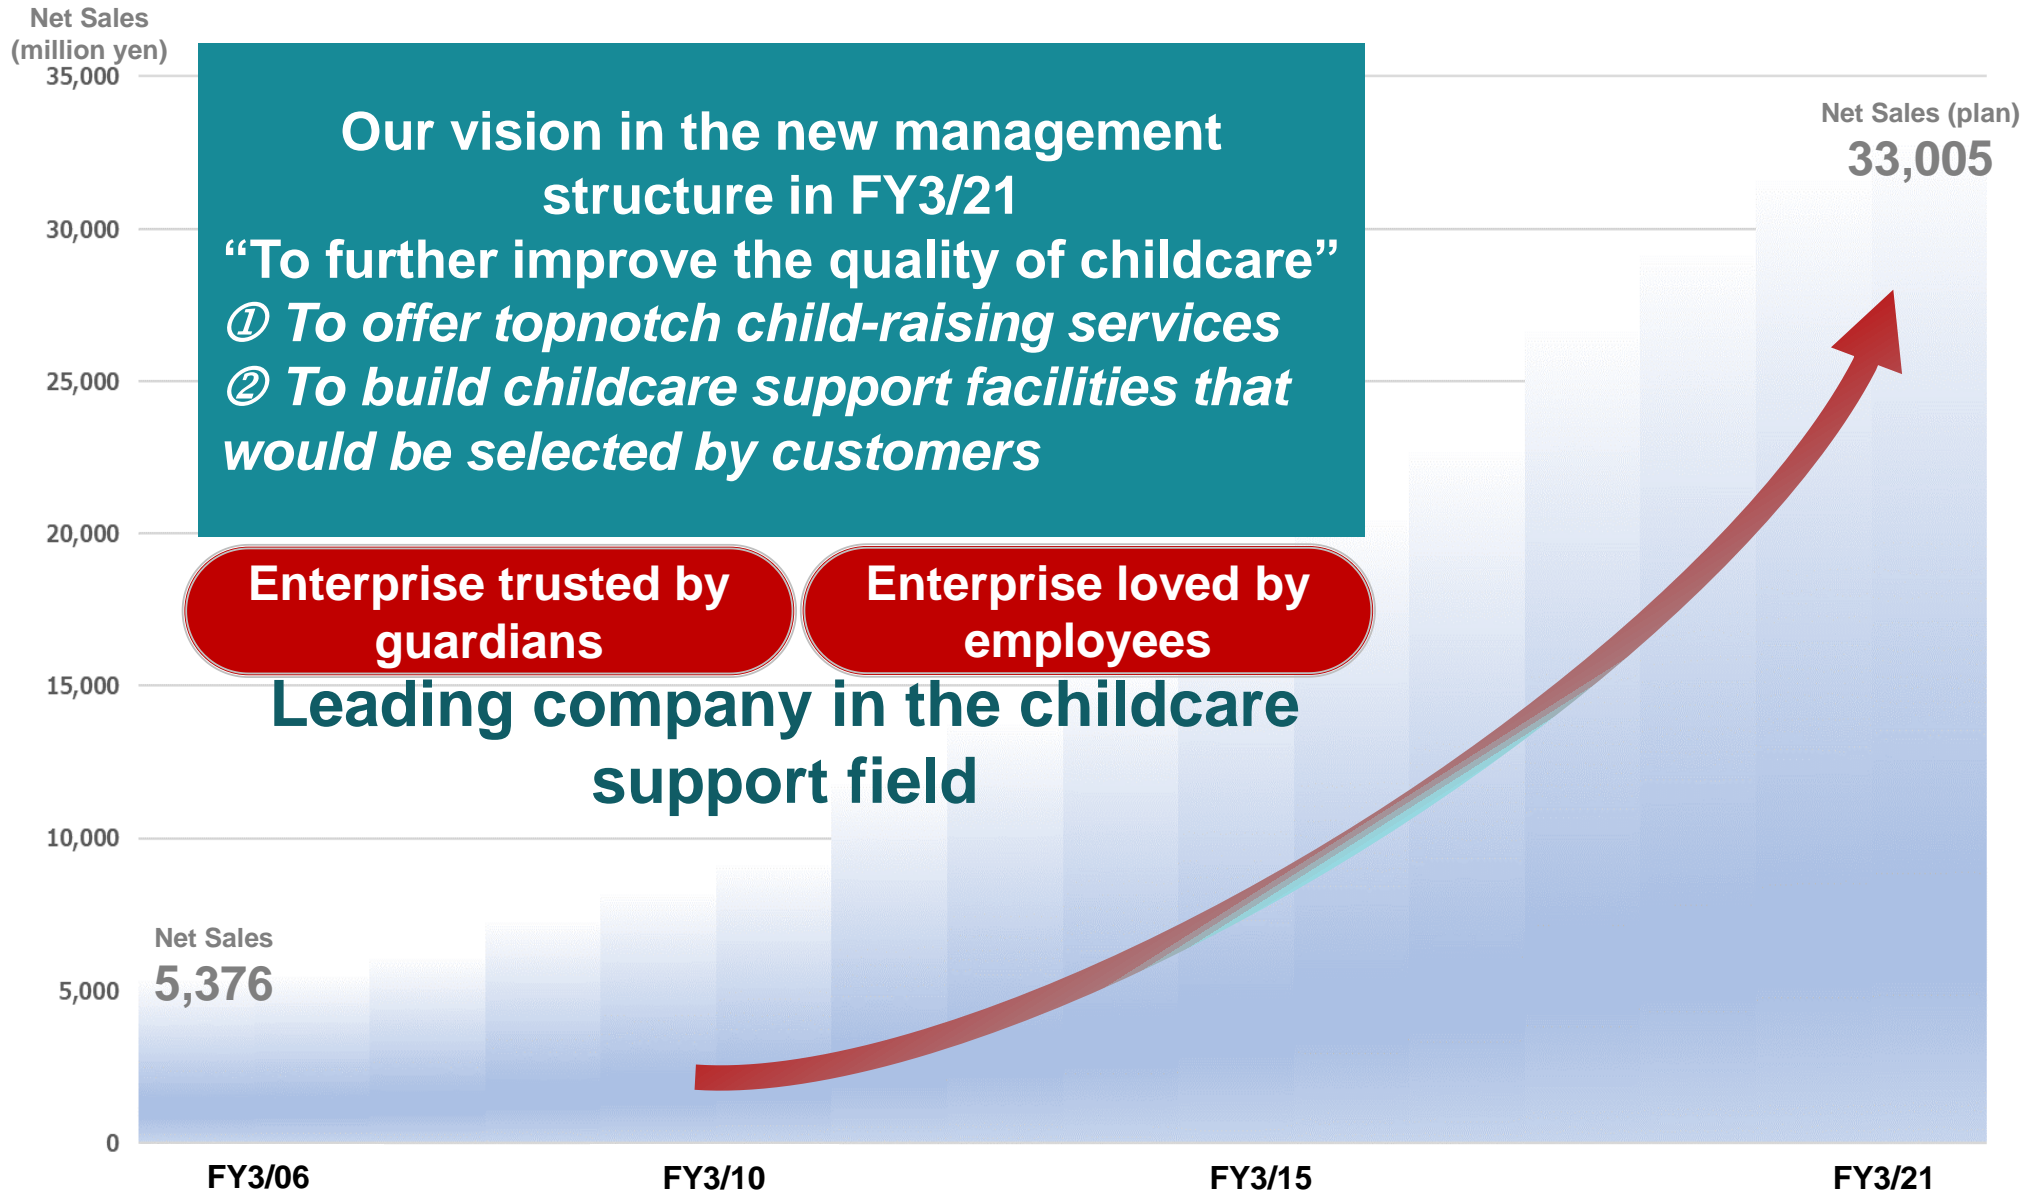 Net Sales
(million yen)
35,000
30,000
25,000
20,000
15,000
10,000
5,000
0
Our vision in the new management
structure in FY3/21
“To further improve the quality of childcare”
① To offer topnotch child-raising services
② To build childcare support facilities that
would be selected by customers
Enterprise trusted by
guardians
Enterprise loved by
employees
Leading company in the childcare
support field
Net Sales (plan)
33,005
Net Sales
5,376
FY3/06
FY3/10
FY3/15
FY3/21